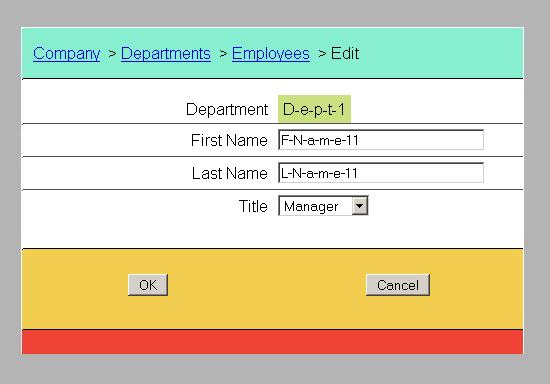 Company > Departments > Employees > Edit
Department D-e-p-t-1
First Name F-N-a-m-e-11
Last Name L-N-a-m-e-11
Title Manager
OK Cancel